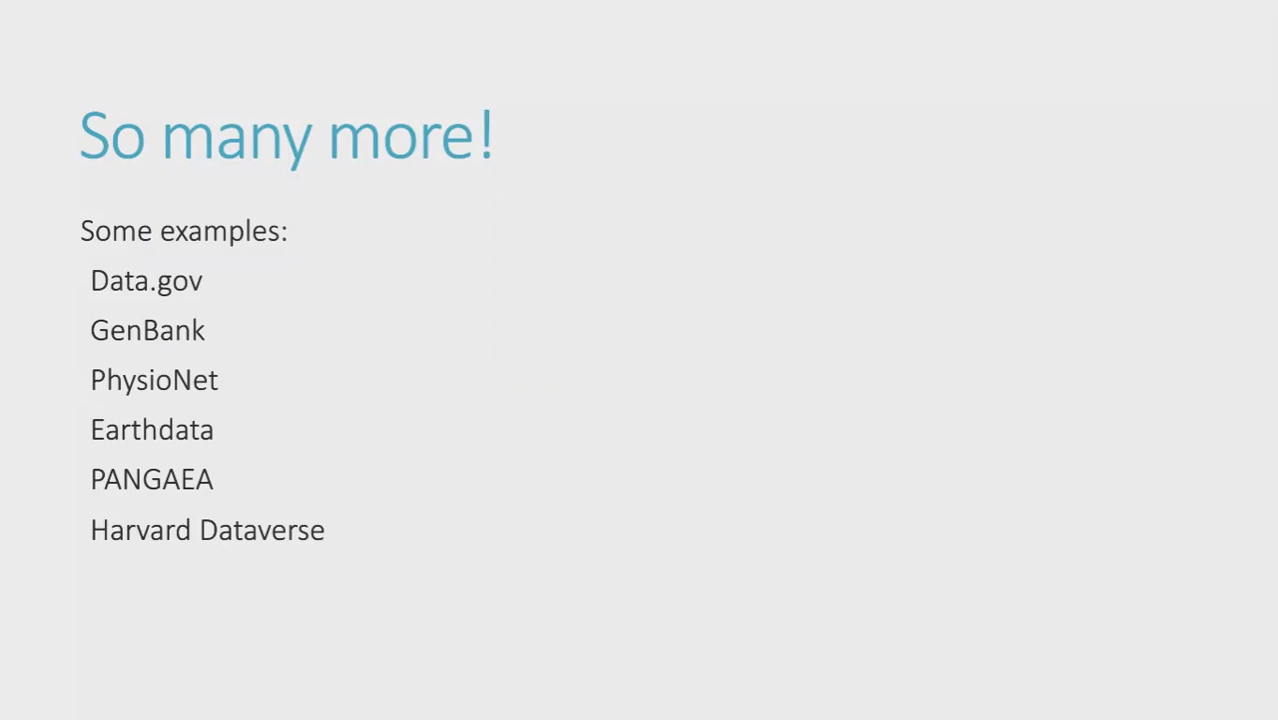 So many more!
Some examples:
Data.gov
GenBank
PhysioNet
Earthdata
PANGAEA
Harvard Dataverse